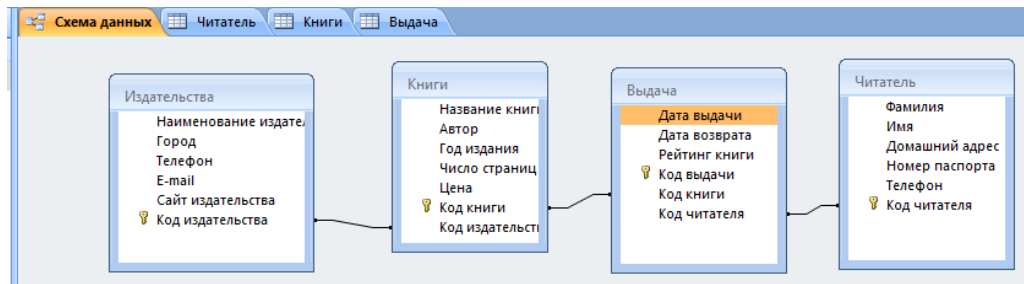 Схема данных
Читатель
Книги
Выдача
Издательства
Наименование издате
Город
Телефон
E-mail
Сайт издательства
Код издательства
Книги
Название книги
Автор
Год издания
Число страниц
Цена
Код книги
Код издательст
Выдача
Дата выдачи
Дата возврата
Рейтинг книги
Код выдачи
Код книги
Код читателя
Читатель
Фамилия
Имя
Домашний адрес
Номер паспорта
Телефон
Код читателя